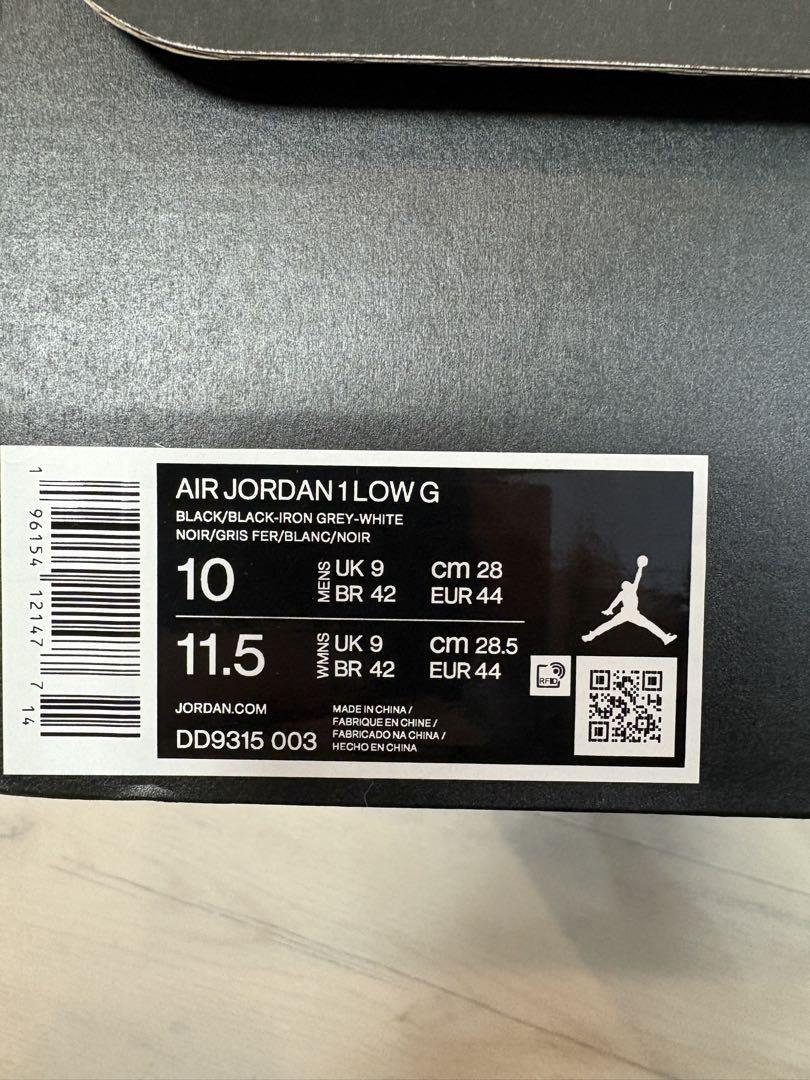 AIR JORDAN 1 LOW G
BLACK/BLACK-IRON GREY-WHITE
NOIR/GRIS FER/BLANC/NOIR
10 MENS UK 9 cm 28
BR 42 EUR 44
11.5 WMNS UK 9 cm 28.5
BR 42 EUR 44
RFID
JORDAN.COM
DD9315 003
MADE IN CHINA /
FABRIQUE EN CHINE /
FABRICADO NA CHINA /
HECHO EN CHINA
1 96154 12147 7 14